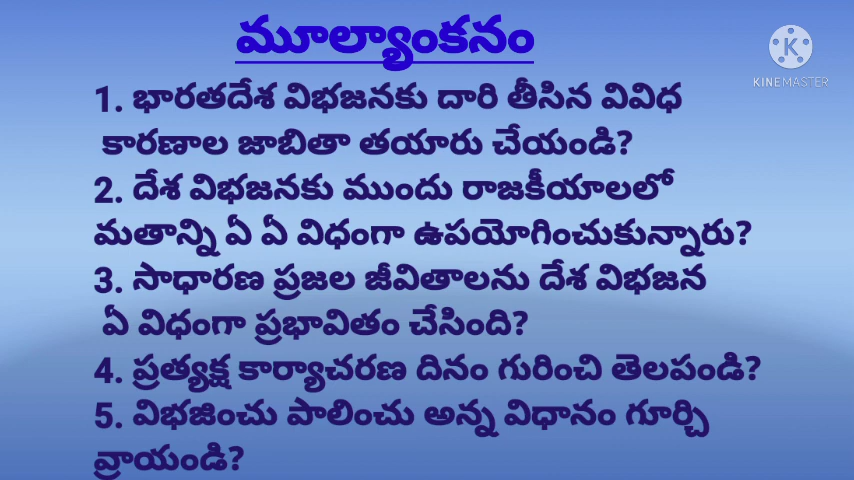 మూల్యాంకనం
KINEMASTER
1. భారతదేశ విభజనకు దారి తీసిన వివిధ
కారణాల జాబితా తయారు చేయండి?
2. దేశ విభజనకు ముందు రాజకీయాలలో
మతాన్ని ఏ ఏ విధంగా ఉపయోగించుకున్నారు?
3. సాధారణ ప్రజల జీవితాలను దేశ విభజన
ఏ విధంగా ప్రభావితం చేసింది?
4. ప్రత్యక్ష కార్యాచరణ దినం గురించి తెలపండి?
5. విభజించు పాలించు అన్న విధానం గూర్చి
వ్రాయండి?